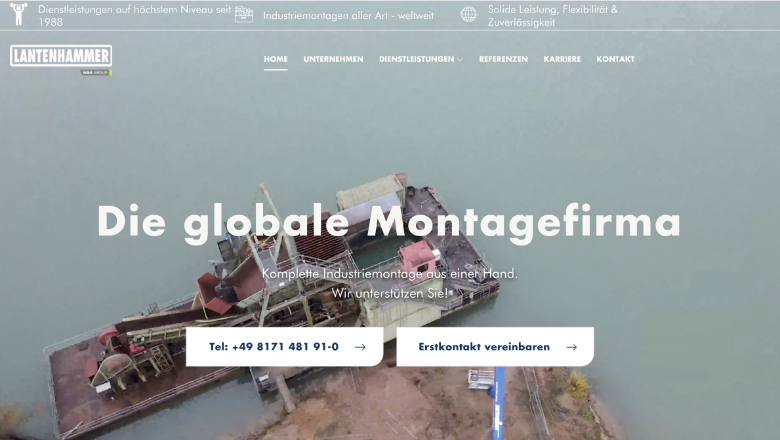 Dienstleistungen auf höchstem Niveau seit
1988
Industriemontagen aller Art - weltweit
Solide Leistung, Flexibilität &
Zuverlässigkeit
LANTENHAMMER
GROUP
HOME
UNTERNEHMEN
DIENSTLEISTUNGEN
REFERENZEN
KARRIERE
KONTAKT
Die globale Montagefirma
Komplette Industriemontage aus einer Hand.
Wir unterstützen Sie!
Tel: +49 8171 481 91-0
Erstkontakt vereinbaren